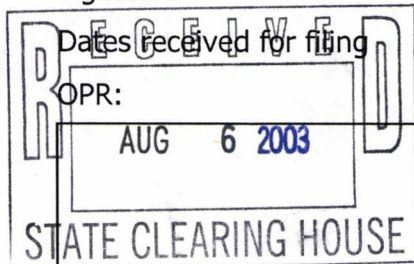 RECEIVED
Dates received for filing
OPR:
AUG 6 2003
STATE CLEARING HOUSE